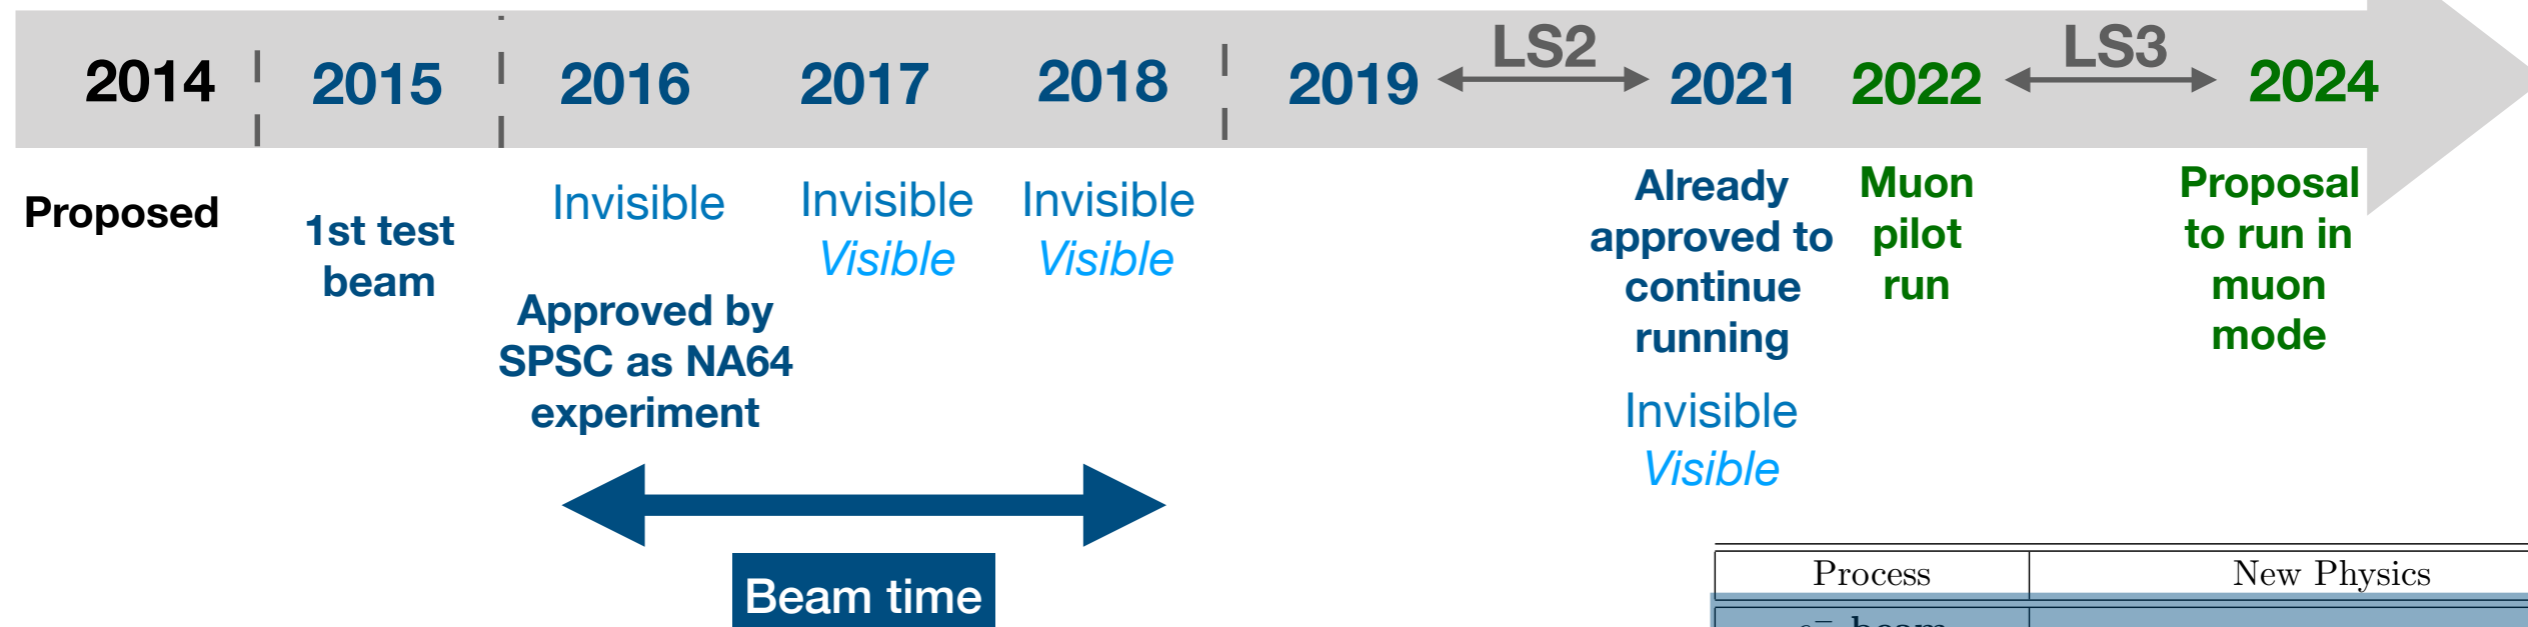 2014 2015 2016 2017 2018 2019 LS2 2021 2022 LS3 2024
Proposed
1st test
beam
Invisible
Approved by
SPSC as NA64
experiment
Invisible
Visible
Invisible
Visible
Already
approved to
continue
running
Invisible
Visible
Muon
pilot
run
Proposal
to run in
muon
mode
Beam time
Process New Physics
e⁻ beam